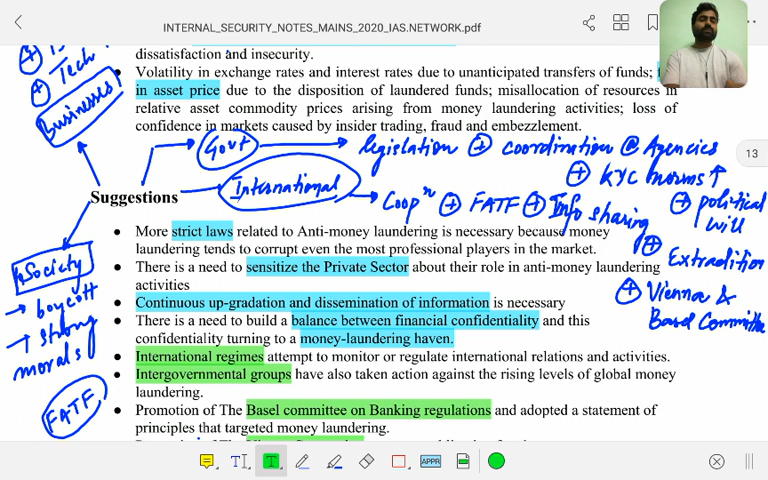 INTERNAL_SECURITY_NOTES_MAINS_2020_IAS.NETWORK.pdf
dissatisfaction and insecurity.
• Volatility in exchange rates and interest rates due to unanticipated transfers of funds;
in asset price due to the disposition of laundered funds; misallocation of resources in
relative asset commodity prices arising from money laundering activities; loss of
confidence in markets caused by insider trading, fraud and embezzlement.
13
Tech
Businesses
Govt
legislation + coordination @ Agencies
+ KYC norms ↑
International
Coopn + FATF + Info sharing
+ political
will
+ Extradition
+ Vienna &
Basel Committee
Suggestions
Society
→ boycott
→ strong
morals
FATF
• More strict laws related to Anti-money laundering is necessary because money
laundering tends to corrupt even the most professional players in the market.
• There is a need to sensitize the Private Sector about their role in anti-money laundering
activities
• Continuous up-gradation and dissemination of information is necessary
• There is a need to build a balance between financial confidentiality and this
confidentiality turning to a money-laundering haven.
• International regimes attempt to monitor or regulate international relations and activities.
• Intergovernmental groups have also taken action against the rising levels of global money
laundering.
• Promotion of The Basel committee on Banking regulations and adopted a statement of
principles that targeted money laundering.
APPR